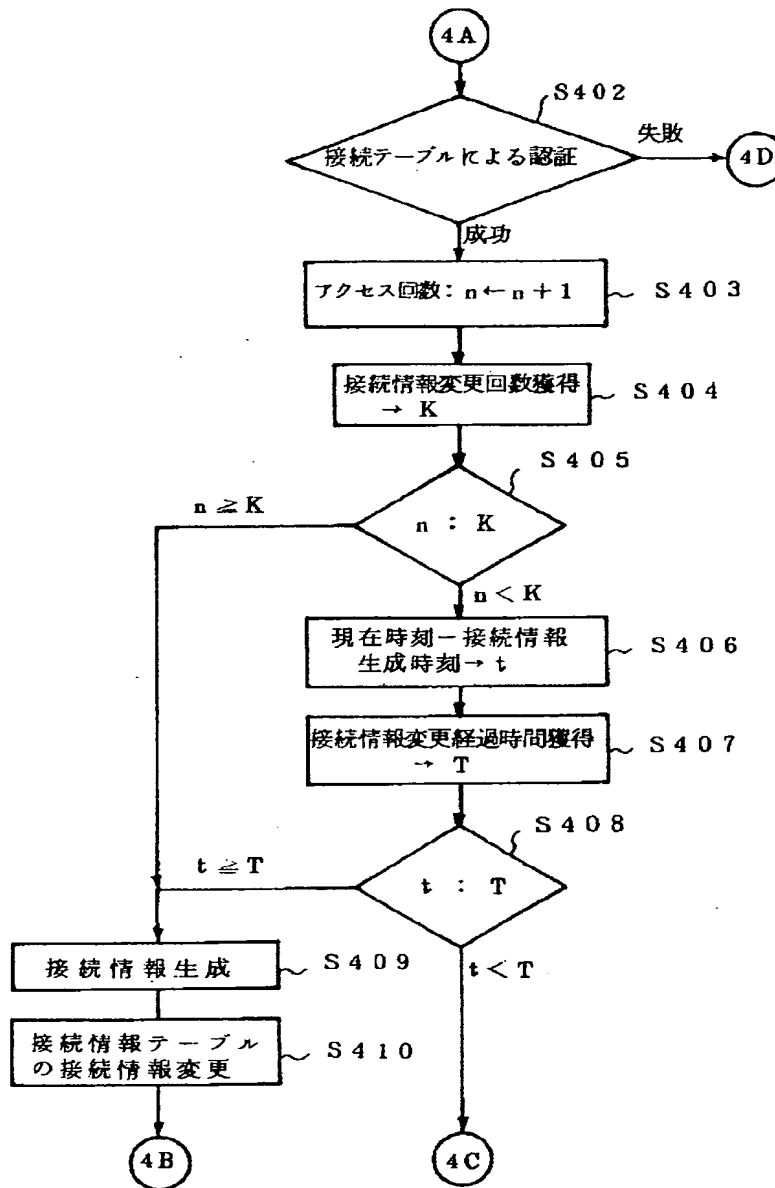 4A
S402
接続テーブルによる認証
失敗
4D
成功
アクセス回数：n←n＋1
S403
接続情報変更回数獲得
→ K
S404
S405
n ≧ K
n ： K
n ＜ K
現在時刻－接続情報
生成時刻→ t
S406
接続情報変更経過時間獲得
→ T
S407
S408
t ≧ T
t ： T
t ＜ T
接続情報生成
S409
接続情報テーブル
の接続情報変更
S410
4B
4C